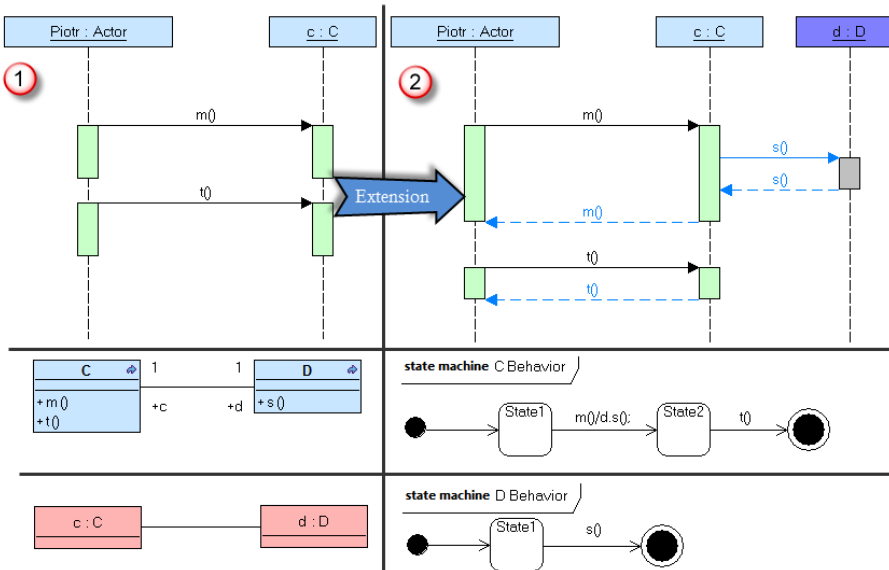 Piotr : Actor
c : C
1
m()
t()
Extension
Piotr : Actor
c : C
d : D
2
m()
s()
s()
m()
t()
t()
C
+ m ()
+ t()
1
+c
1
+d
D
+ s ()
state machine C Behavior
State1
m()/d.s();
State2
t()
c : C
d : D
state machine D Behavior
State1
s()